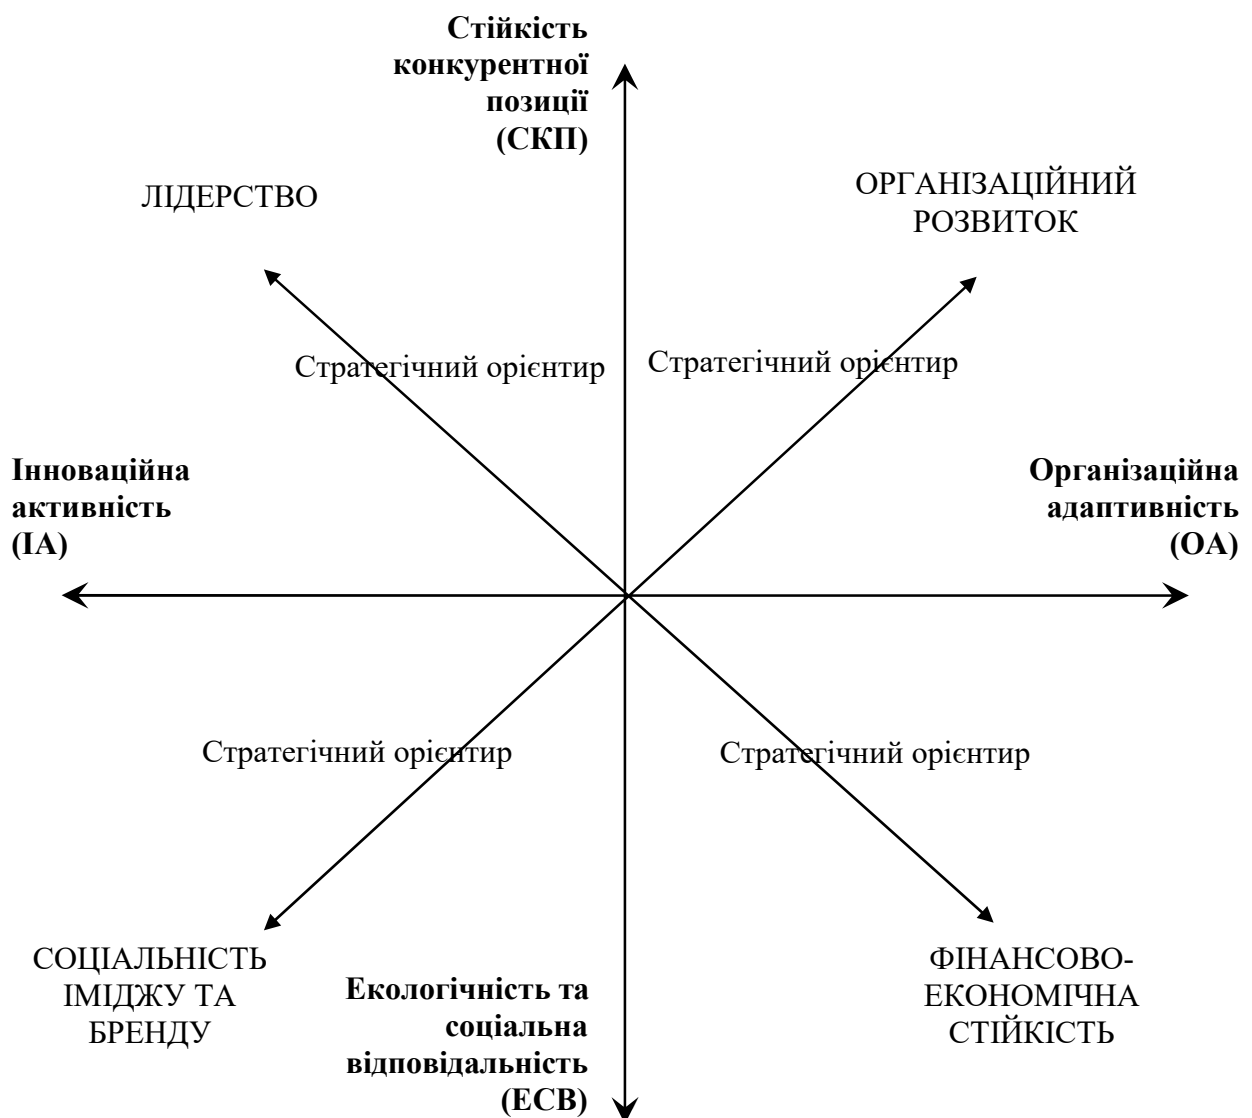 Стійкість
конкурентної
позиції
(СКП)
ЛІДЕРСТВО
ОРГАНІЗАЦІЙНИЙ
РОЗВИТОК
Стратегічний орієнтир
Стратегічний орієнтир
Інноваційна
активність
(ІА)
Організаційна
адаптивність
(ОА)
Стратегічний орієнтир
Стратегічний орієнтир
СОЦІАЛЬНІСТЬ
ІМІДЖУ ТА
БРЕНДУ
Екологічність та
соціальна
відповідальність
(ЕСВ)
ФІНАНСОВО-
ЕКОНОМІЧНА
СТІЙКІСТЬ